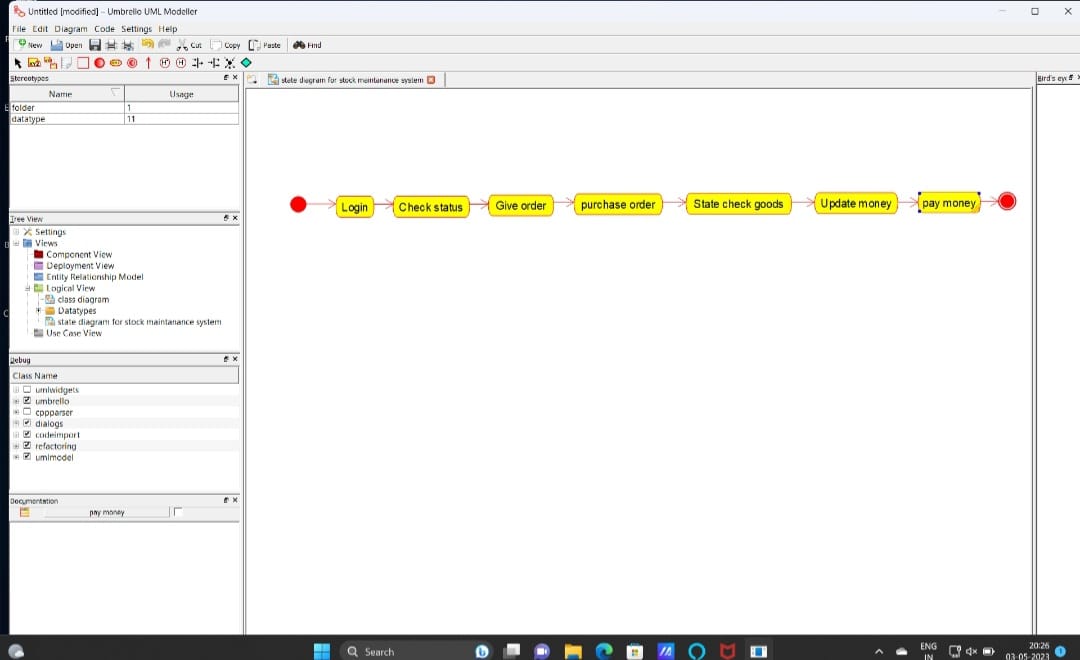 Untitled [modified] – Umbrello UML Modeller
File Edit Diagram Code Settings Help
New Open Cut Copy Paste Find
Stereotypes
state diagram for stock maintanance system
Bird's eye
Name Usage
folder 1
datatype 11
Login Check status Give order purchase order State check goods Update money pay money
Tree View
Settings
Views
Component View
Deployment View
Entity Relationship Model
Logical View
class diagram
Datatypes
state diagram for stock maintanance system
Use Case View
Debug
Class Name
umlwidgets
umbrello
cppparser
dialogs
codeimport
refactoring
umlmodel
Documentation
pay money
Search
ENG
IN
20:26
03-05-2023
1